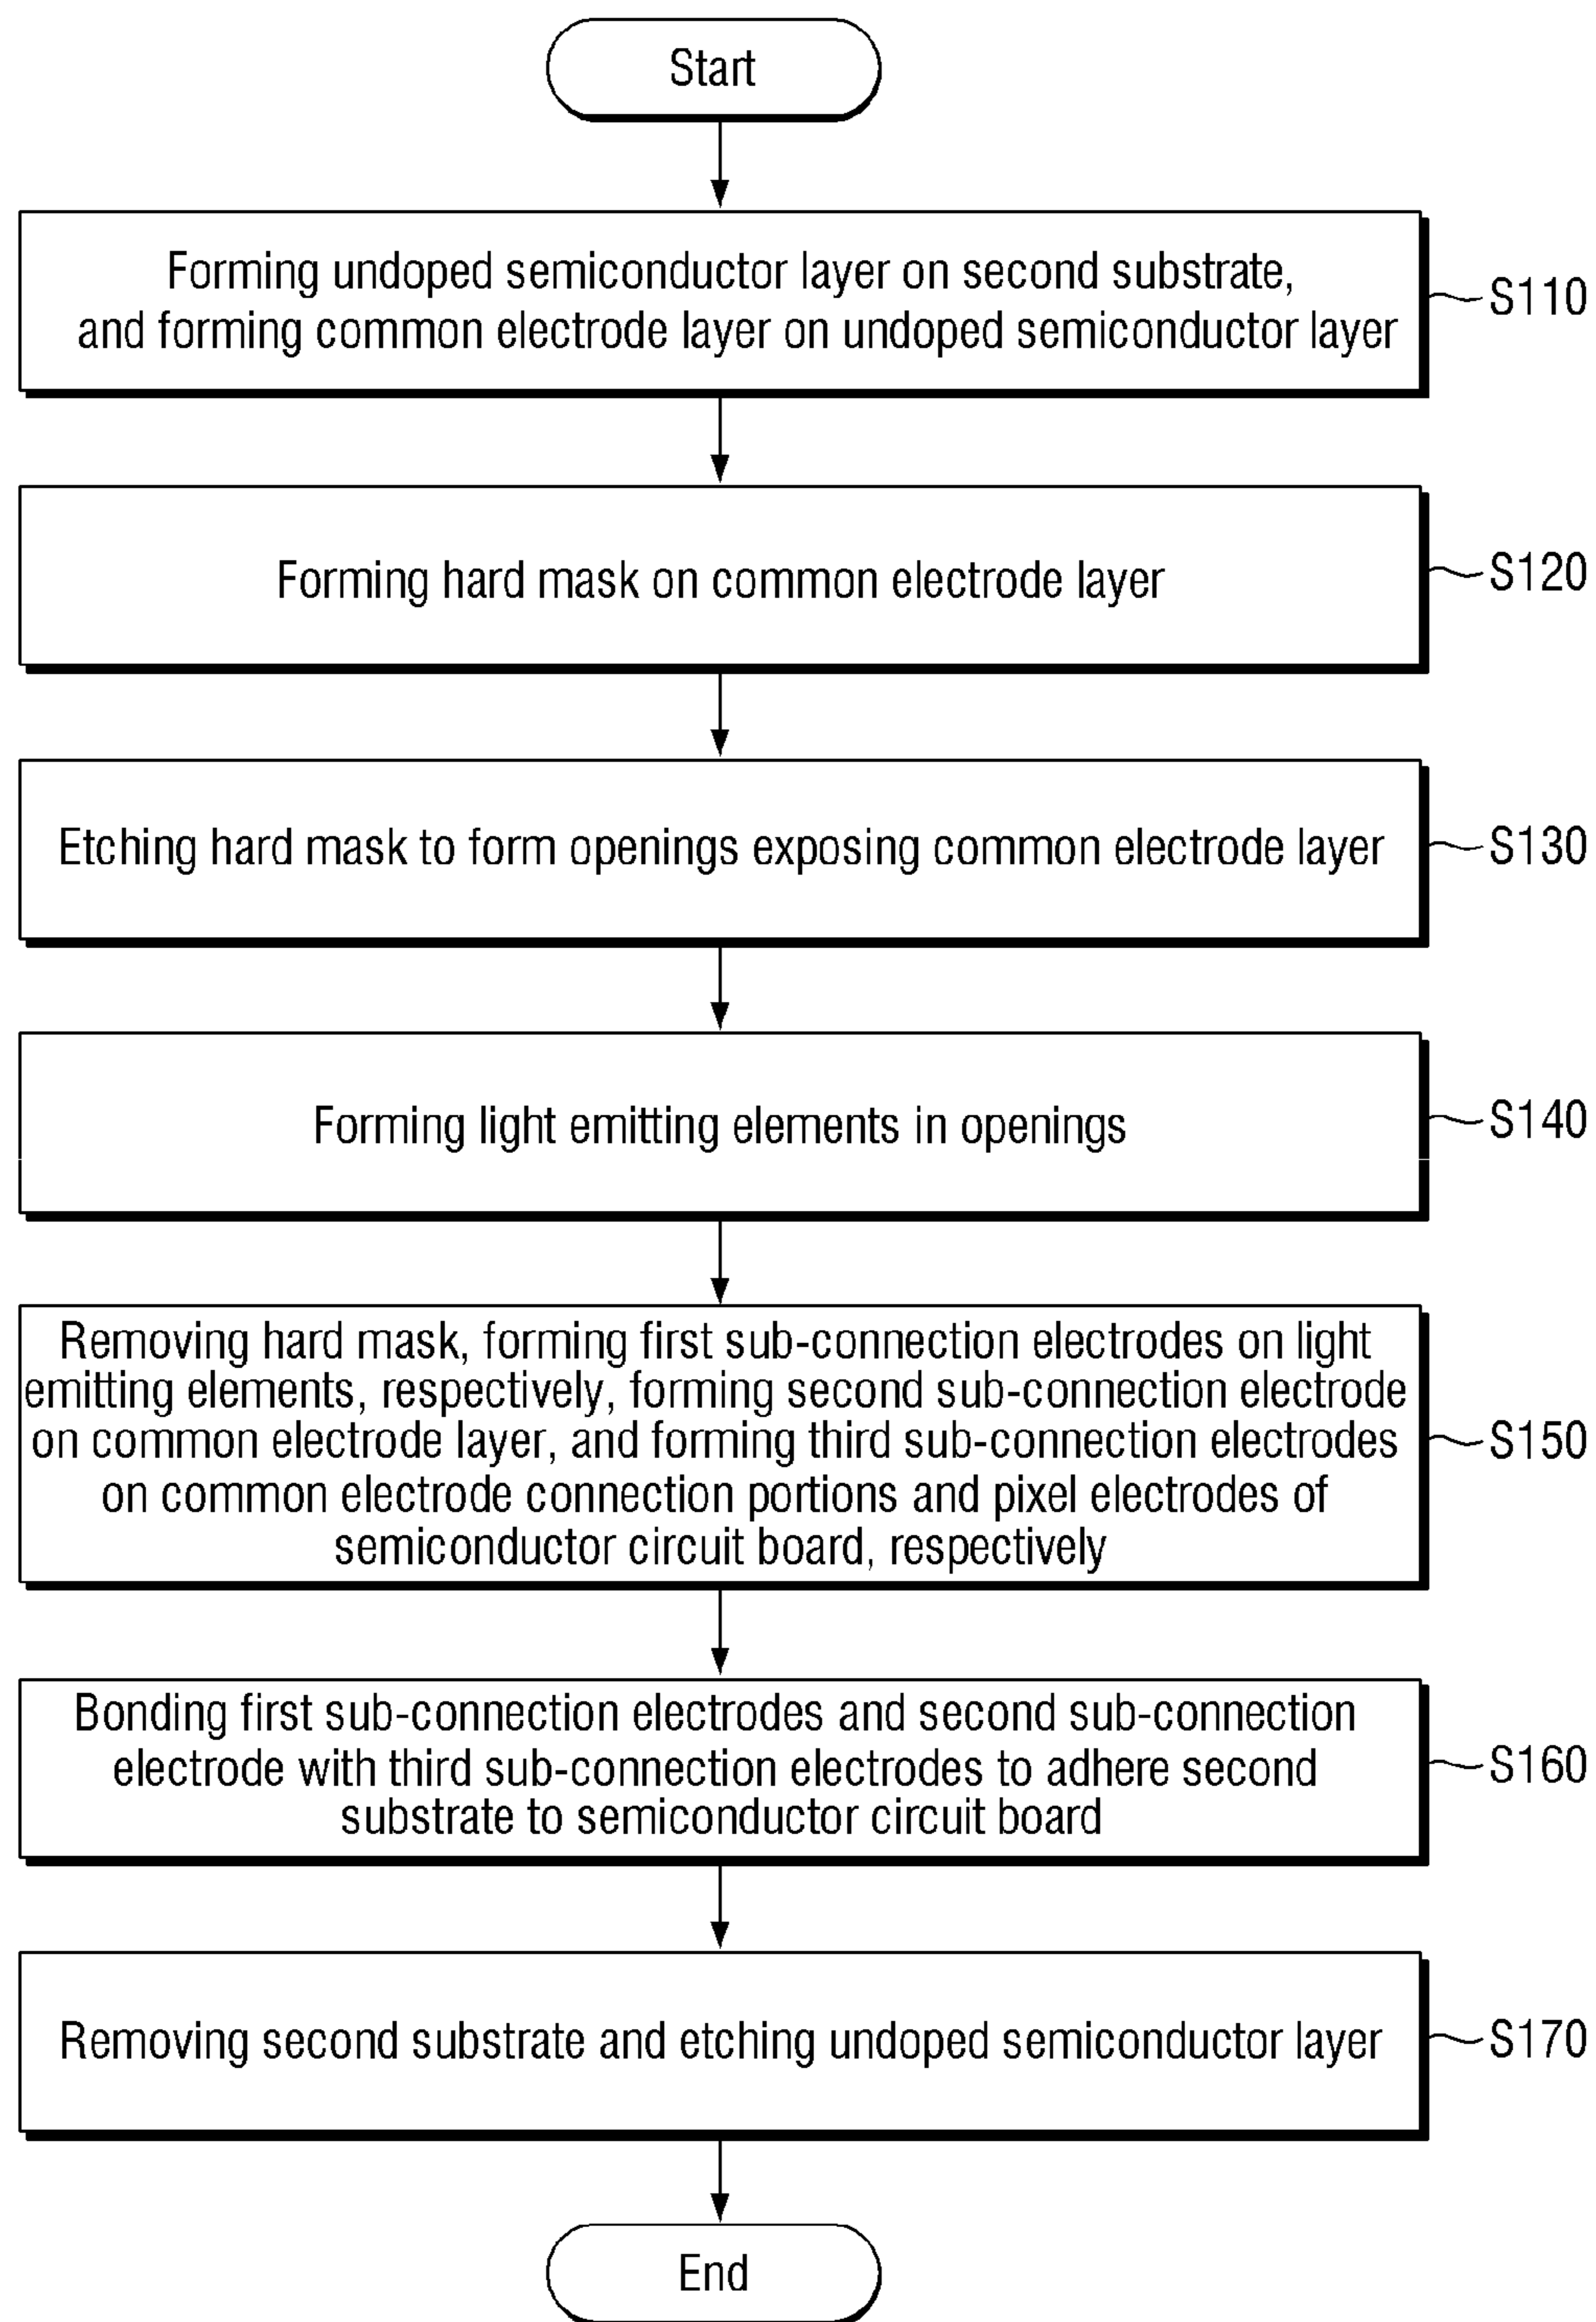 Start
Forming undoped semiconductor layer on second substrate,
and forming common electrode layer on undoped semiconductor layer
S110
Forming hard mask on common electrode layer
S120
Etching hard mask to form openings exposing common electrode layer
S130
Forming light emitting elements in openings
S140
Removing hard mask, forming first sub-connection electrodes on light
emitting elements, respectively, forming second sub-connection electrode
on common electrode layer, and forming third sub-connection electrodes
on common electrode connection portions and pixel electrodes of
semiconductor circuit board, respectively
S150
Bonding first sub-connection electrodes and second sub-connection
electrode with third sub-connection electrodes to adhere second
substrate to semiconductor circuit board
S160
Removing second substrate and etching undoped semiconductor layer
S170
End